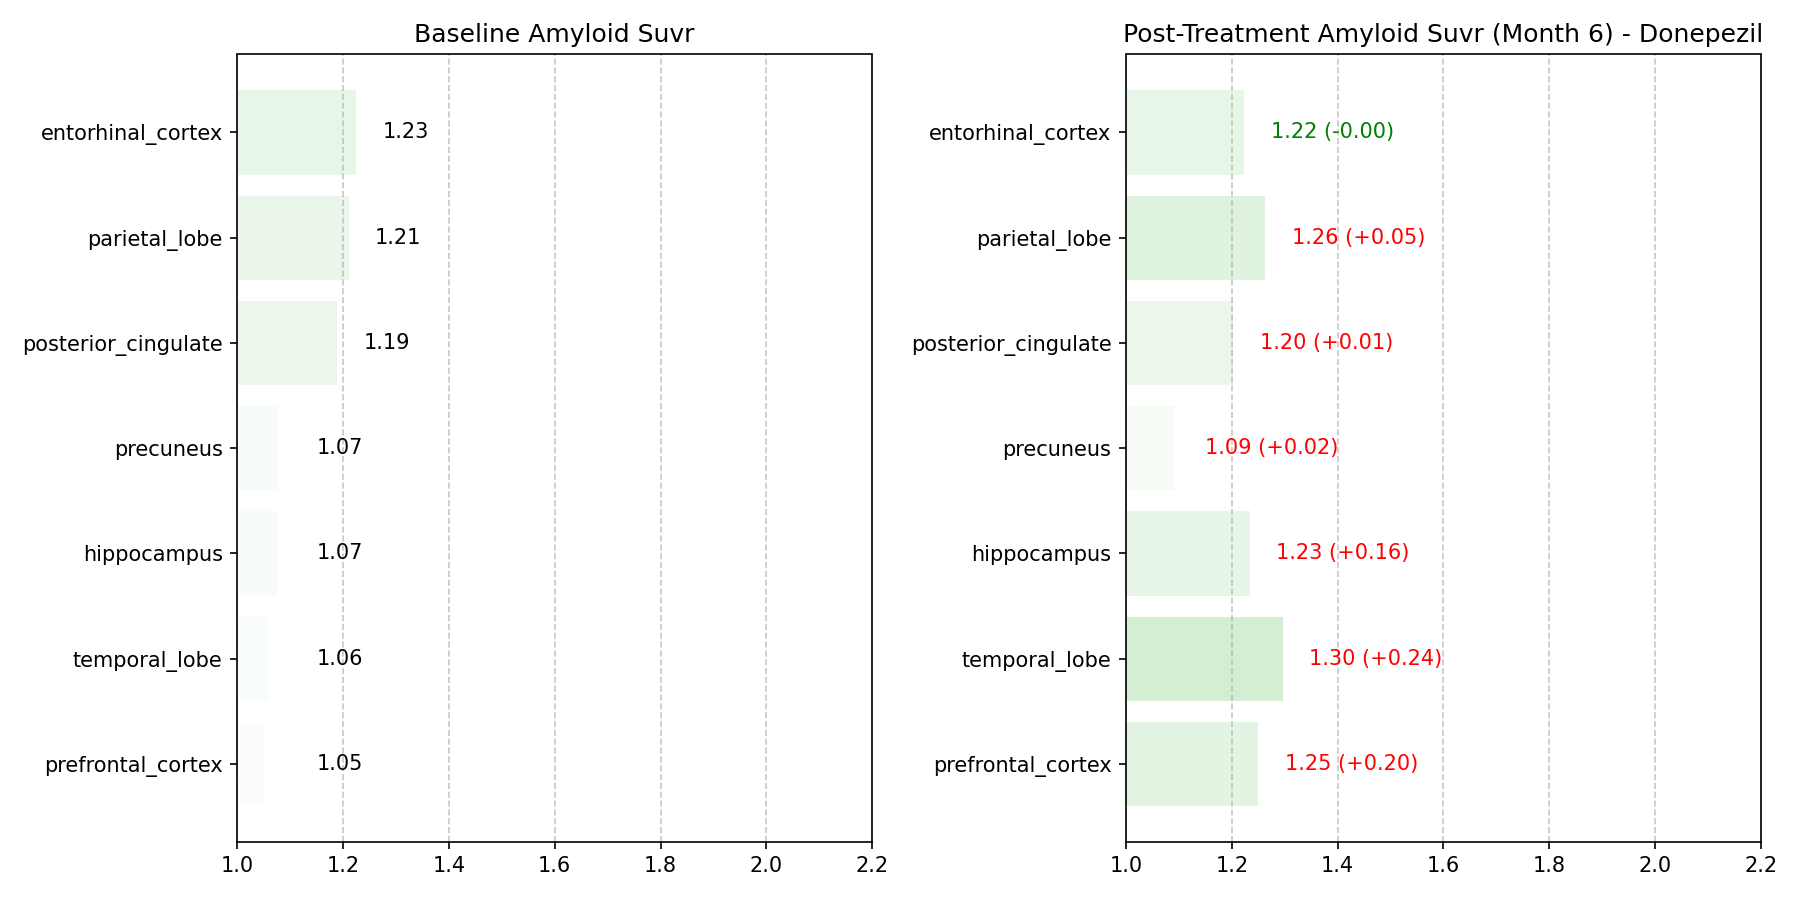 Baseline Amyloid Suvr
entorhinal_cortex 1.23
parietal_lobe 1.21
posterior_cingulate 1.19
precuneus 1.07
hippocampus 1.07
temporal_lobe 1.06
prefrontal_cortex 1.05
1.0 1.2 1.4 1.6 1.8 2.0 2.2
Post-Treatment Amyloid Suvr (Month 6) - Donepezil
entorhinal_cortex 1.22 (-0.00)
parietal_lobe 1.26 (+0.05)
posterior_cingulate 1.20 (+0.01)
precuneus 1.09 (+0.02)
hippocampus 1.23 (+0.16)
temporal_lobe 1.30 (+0.24)
prefrontal_cortex 1.25 (+0.20)
1.0 1.2 1.4 1.6 1.8 2.0 2.2